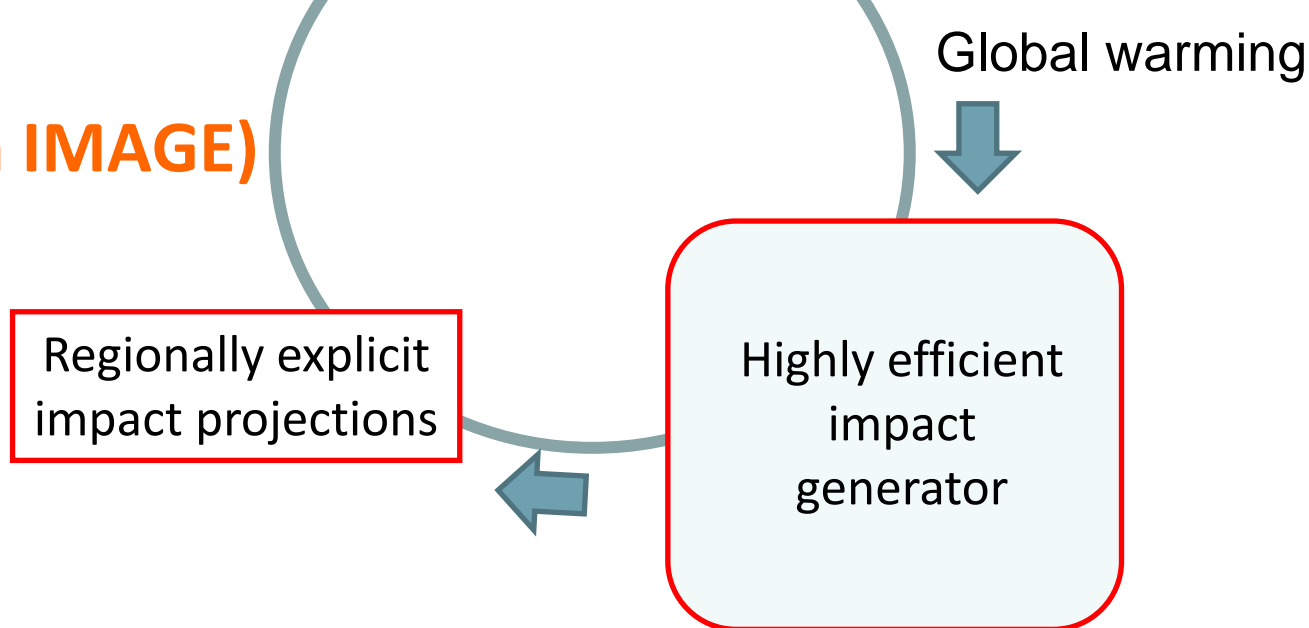 Global warming
IMAGE)
Regionally explicit
impact projections
Highly efficient
impact
generator